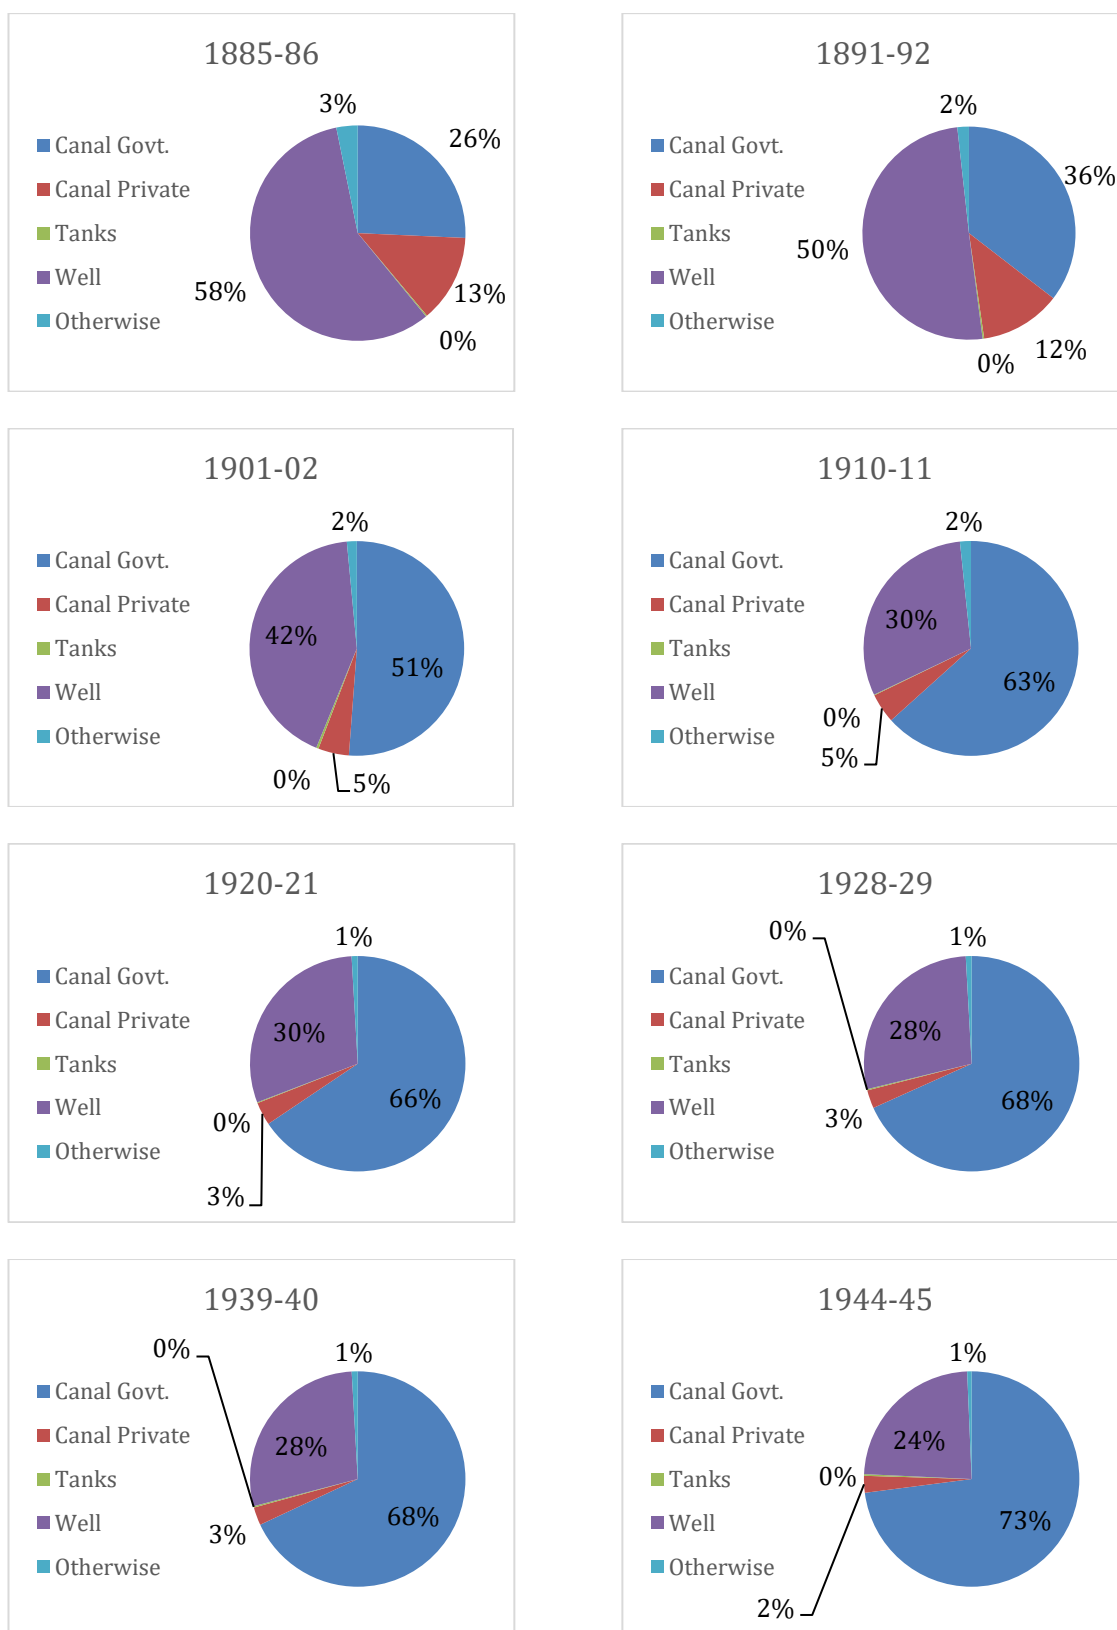 1885-86
3%
26%
Canal Govt.
Canal Private
Tanks
Well
Otherwise
58%
13%
0%
1891-92
2%
36%
Canal Govt.
Canal Private
Tanks
Well
Otherwise
50%
12%
0%
1901-02
2%
Canal Govt.
Canal Private
Tanks
Well
Otherwise
42%
51%
0%
5%
1910-11
2%
Canal Govt.
Canal Private
Tanks
Well
Otherwise
30%
63%
0%
5%
1920-21
1%
Canal Govt.
Canal Private
Tanks
Well
Otherwise
30%
66%
0%
3%
1928-29
0%
1%
Canal Govt.
Canal Private
Tanks
Well
Otherwise
28%
68%
3%
1939-40
0%
1%
Canal Govt.
Canal Private
Tanks
Well
Otherwise
28%
68%
3%
1944-45
1%
Canal Govt.
Canal Private
Tanks
Well
Otherwise
24%
0%
73%
2%